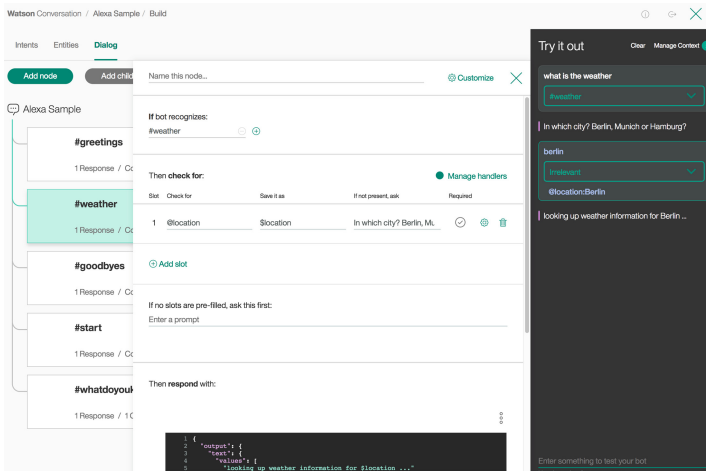 Watson Conversation / Alexa Sample / Build
Intents Entities Dialog
Add node Add child
Alexa Sample
#greetings
1 Response / Co
#weather
1 Response / Co
#goodbyes
1 Response / Co
#start
1 Response / Co
#whatdoyouk
1 Response / 1 C
Name this node...
Customize
If bot recognizes:
#weather
Then check for:
Manage handlers
Slot Check for Save it as If not present, ask Required
1 @location $location In which city? Berlin, Mu
Add slot
If no slots are pre-filled, ask this first:
Enter a prompt
Then respond with:
1 {
2 "output": {
3 "text": {
4 "values": [
5 "looking up weather information for $location ..."
Try it out Clear Manage Context
what is the weather
#weather
In which city? Berlin, Munich or Hamburg?
berlin
Irrelevant
@location:Berlin
looking up weather information for Berlin ...
Enter something to test your bot